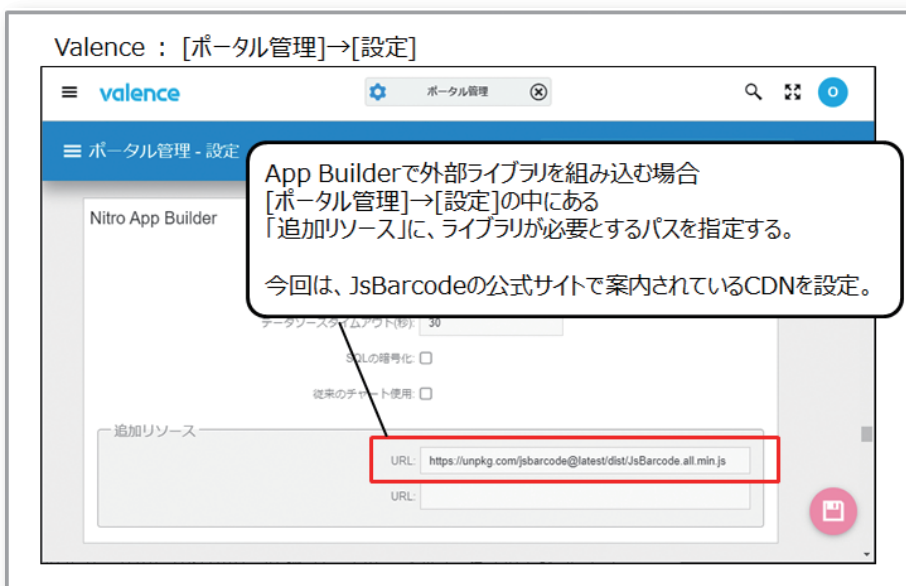 Valence : [ポータル管理]→[設定]
valence
ポータル管理
O
ポータル管理 - 設定
App Builderで外部ライブラリを組み込む場合
[ポータル管理]→[設定]の中にある
「追加リソース」に、ライブラリが必要とするパスを指定する。
今回は、JsBarcodeの公式サイトで案内されているCDNを設定。
Nitro App Builder
データソースタイムアウト(秒): 30
SQLの暗号化:
従来のチャート使用:
追加リソース
URL: https://unpkg.com/jsbarcode@latest/dist/JsBarcode.all.min.js
URL: